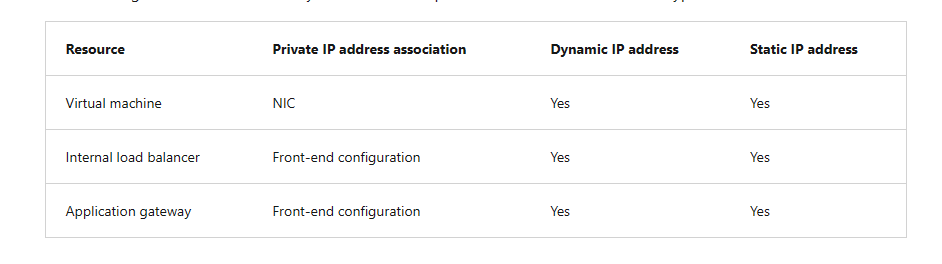 Resource Private IP address association Dynamic IP address Static IP address
Virtual machine NIC Yes Yes
Internal load balancer Front-end configuration Yes Yes
Application gateway Front-end configuration Yes Yes